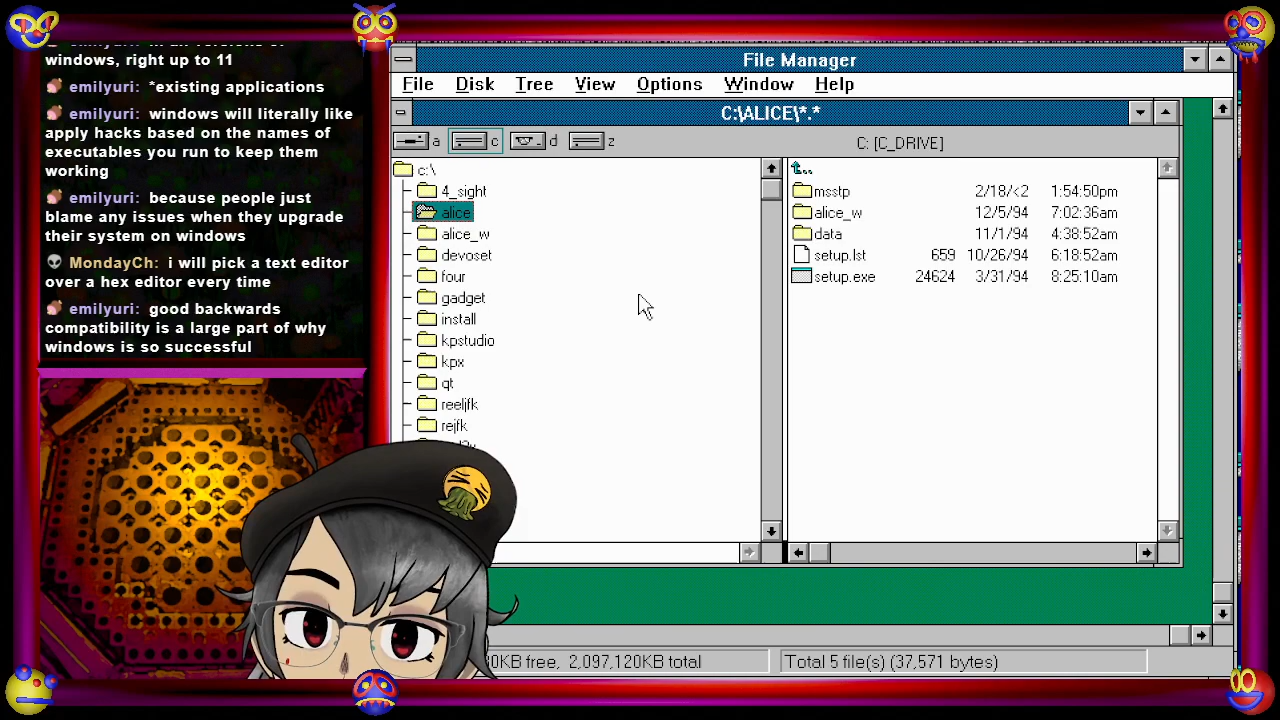 windows, right up to 11
emilyuri: *existing applications
emilyuri: windows will literally like
apply hacks based on the names of
executables you run to keep them
working
emilyuri: because people just
blame any issues when they upgrade
their system on windows
MondayCh: i will pick a text editor
over a hex editor every time
emilyuri: good backwards
compatibility is a large part of why
windows is so successful
File Manager
File Disk Tree View Options Window Help
C:\ALICE\*.*
a c d z C: [C_DRIVE]
c:\
4_sight
alice
alice_w
devoset
four
gadget
install
kpstudio
kpx
qt
reeljfk
rejfk
..
msstp 2/18/<2 1:54:50pm
alice_w 12/5/94 7:02:36am
data 11/1/94 4:38:52am
setup.lst 659 10/26/94 6:18:52am
setup.exe 24624 3/31/94 8:25:10am
0KB free, 2,097,120KB total
Total 5 file(s) (37,571 bytes)